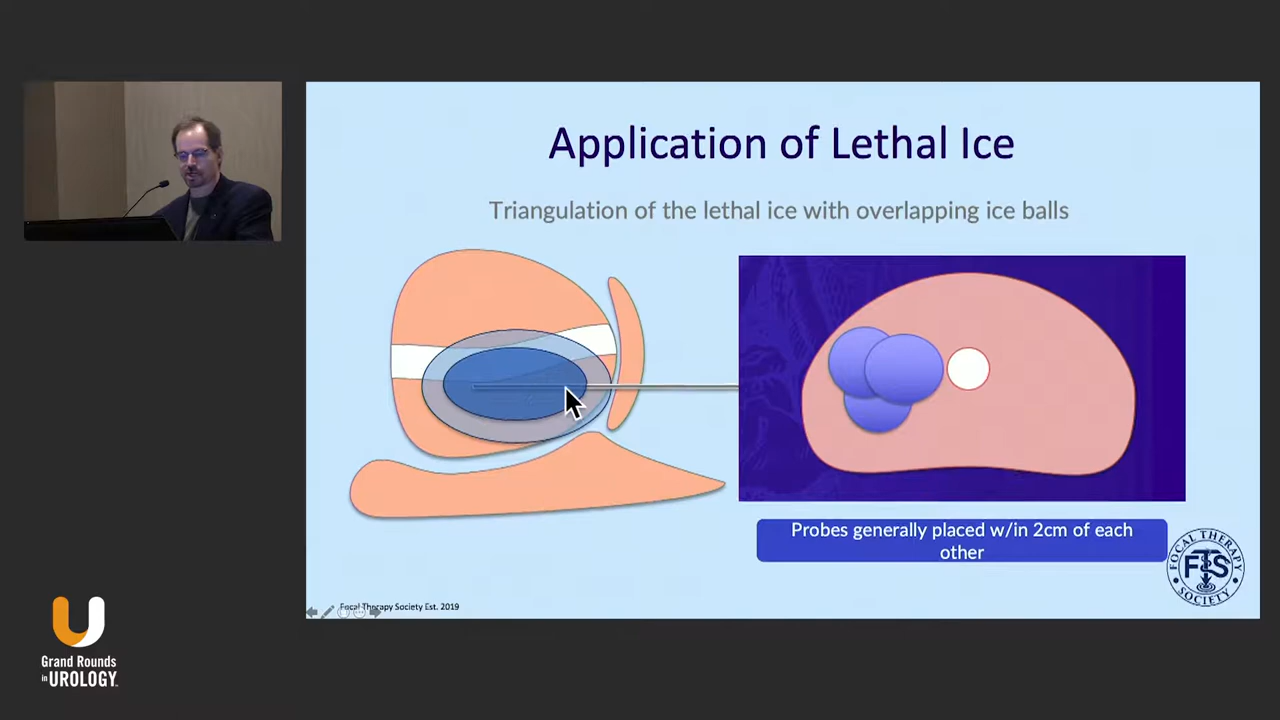 Application of Lethal Ice
Triangulation of the lethal ice with overlapping ice balls
Probes generally placed w/in 2cm of each
other
FOCAL THERAPY
FTS
SOCIETY
Focal Therapy Society Est. 2019
Grand Rounds
in UROLOGY